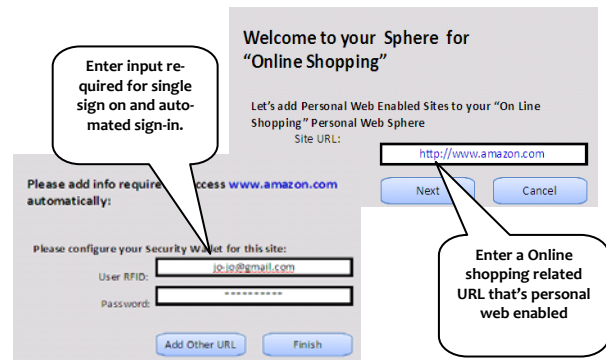 Welcome to your Sphere for
“Online Shopping”
Let’s add Personal Web Enabled Sites to your “On Line
Shopping” Personal Web Sphere
Site URL:
http://www.amazon.com
Next
Cancel
Enter a Online
shopping related
URL that’s personal
web enabled
Enter input re-
quired for single
sign on and auto-
mated sign-in.
Please add info require cess www.amazon.com
automatically:
Please configure your Security Wallet for this site:
User RFID:
jo-jo@gmail.com
Password:
----------
Add Other URL
Finish